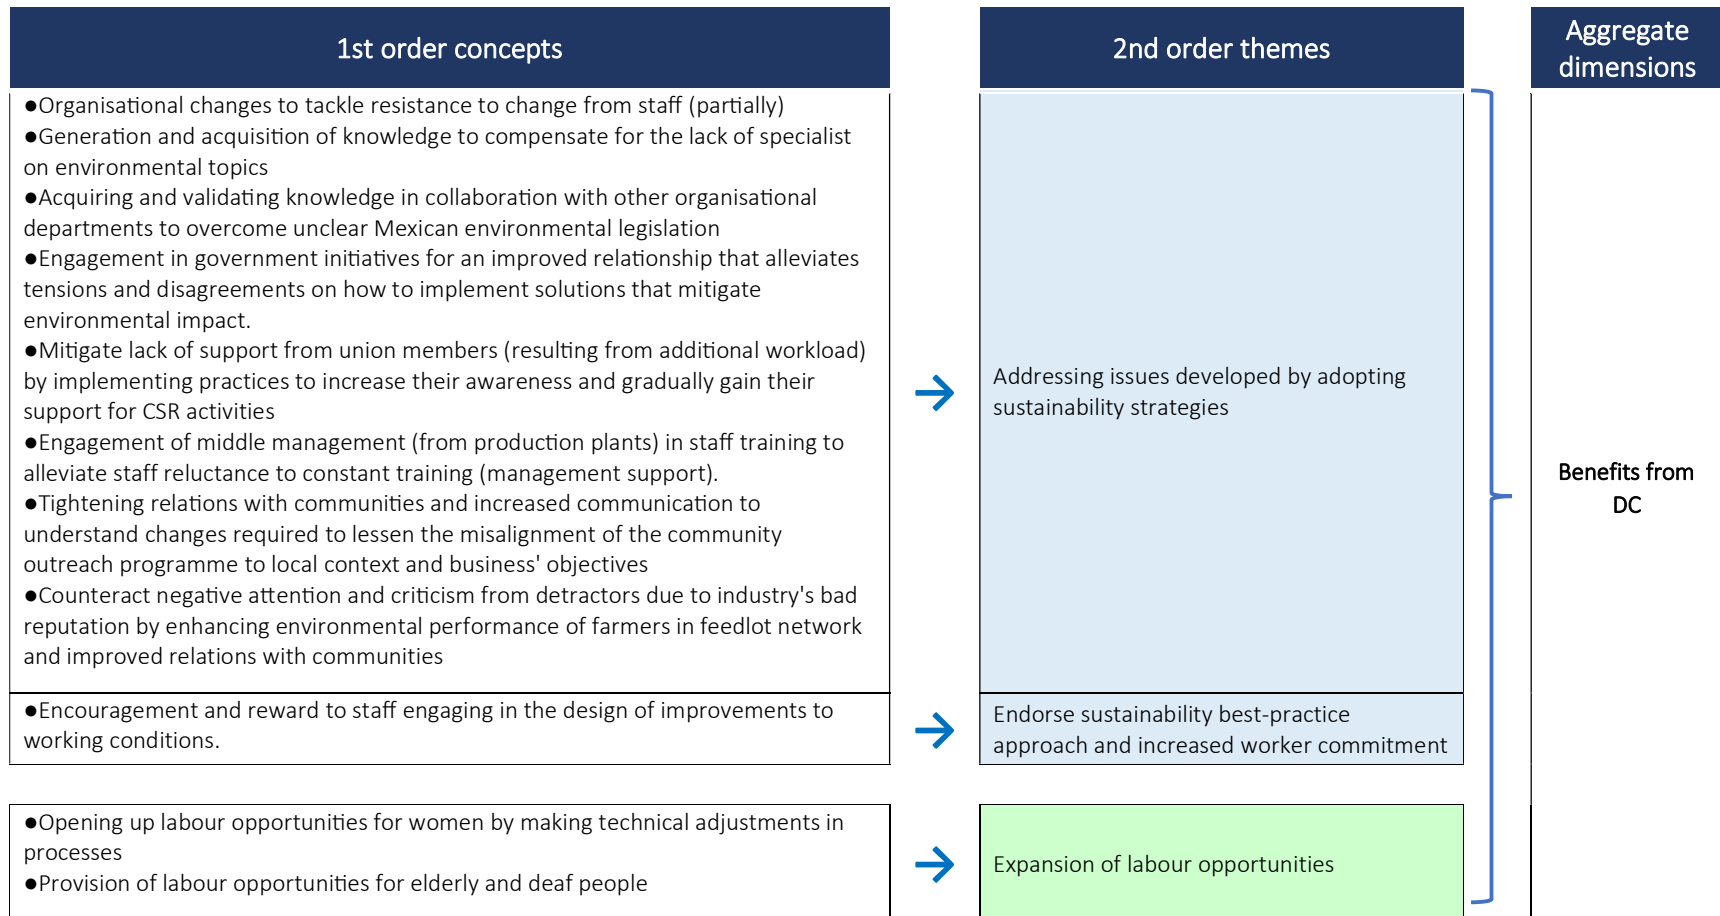 1st order concepts
2nd order themes
Aggregate
dimensions
●Organisational changes to tackle resistance to change from staff (partially)
●Generation and acquisition of knowledge to compensate for the lack of specialist
on environmental topics
●Acquiring and validating knowledge in collaboration with other organisational
departments to overcome unclear Mexican environmental legislation
●Engagement in government initiatives for an improved relationship that alleviates
tensions and disagreements on how to implement solutions that mitigate
environmental impact.
●Mitigate lack of support from union members (resulting from additional workload)
by implementing practices to increase their awareness and gradually gain their
support for CSR activities
●Engagement of middle management (from production plants) in staff training to
alleviate staff reluctance to constant training (management support).
●Tightening relations with communities and increased communication to
understand changes required to lessen the misalignment of the community
outreach programme to local context and business' objectives
●Counteract negative attention and criticism from detractors due to industry's bad
reputation by enhancing environmental performance of farmers in feedlot network
and improved relations with communities
Addressing issues developed by adopting
sustainability strategies
●Encouragement and reward to staff engaging in the design of improvements to
working conditions.
Endorse sustainability best-practice
approach and increased worker commitment
●Opening up labour opportunities for women by making technical adjustments in
processes
●Provision of labour opportunities for elderly and deaf people
Expansion of labour opportunities
Benefits from
DC